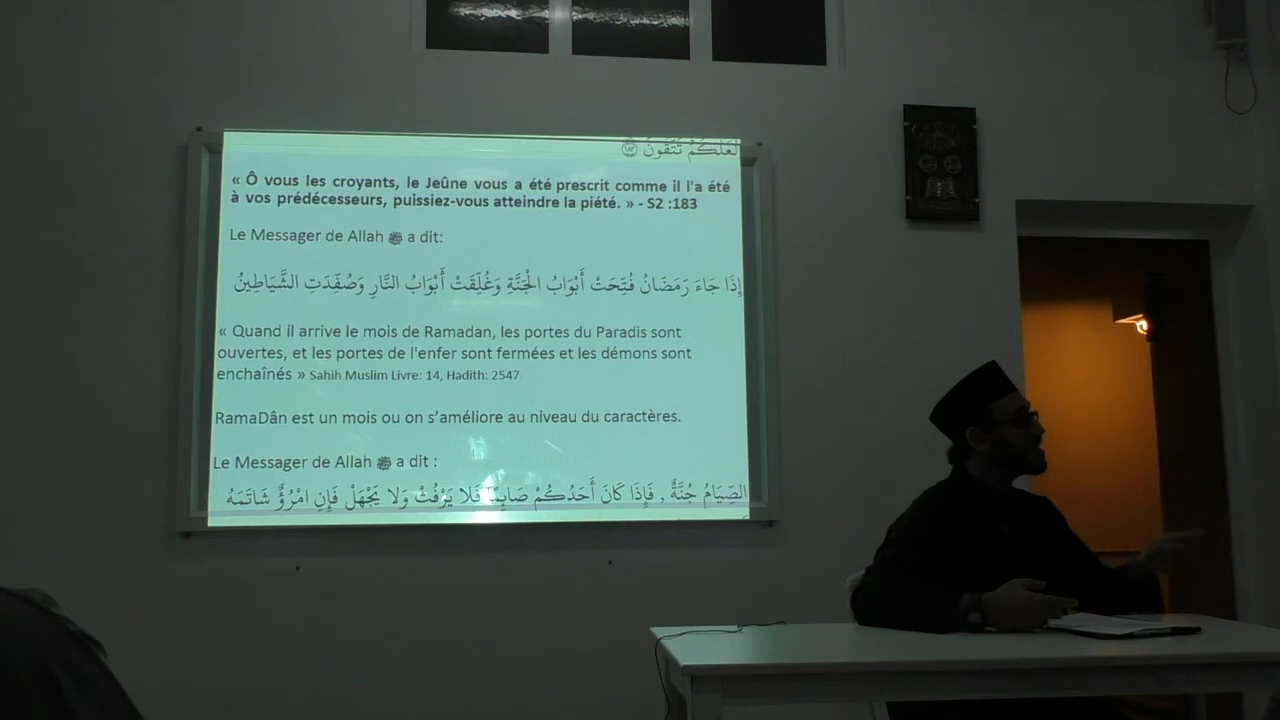 لَعَلَّكُمْ تَتَّقُونَ ١٨٣
« Ô vous les croyants, le Jeûne vous a été prescrit comme il l'a été
à vos prédécesseurs, puissiez-vous atteindre la piété. » - S2 :183
Le Messager de Allah ﷺ a dit:
إِذَا جَاءَ رَمَضَانُ فُتِّحَتْ أَبْوَابُ الْجَنَّةِ وَغُلِّقَتْ أَبْوَابُ النَّارِ وَصُفِّدَتِ الشَّيَاطِينُ
« Quand il arrive le mois de Ramadan, les portes du Paradis sont
ouvertes, et les portes de l'enfer sont fermées et les démons sont
enchaînés » Sahih Muslim Livre: 14, Hadith: 2547
RamaDân est un mois ou on s’améliore au niveau du caractères.
Le Messager de Allah ﷺ a dit :
الصِّيَامُ جُنَّةٌ , فَإِذَا كَانَ أَحَدُكُمْ صَائِمًا فَلا يَرْفُثْ وَلا يَجْهَلْ فَإِنِ امْرُؤٌ شَاتَمَهُ